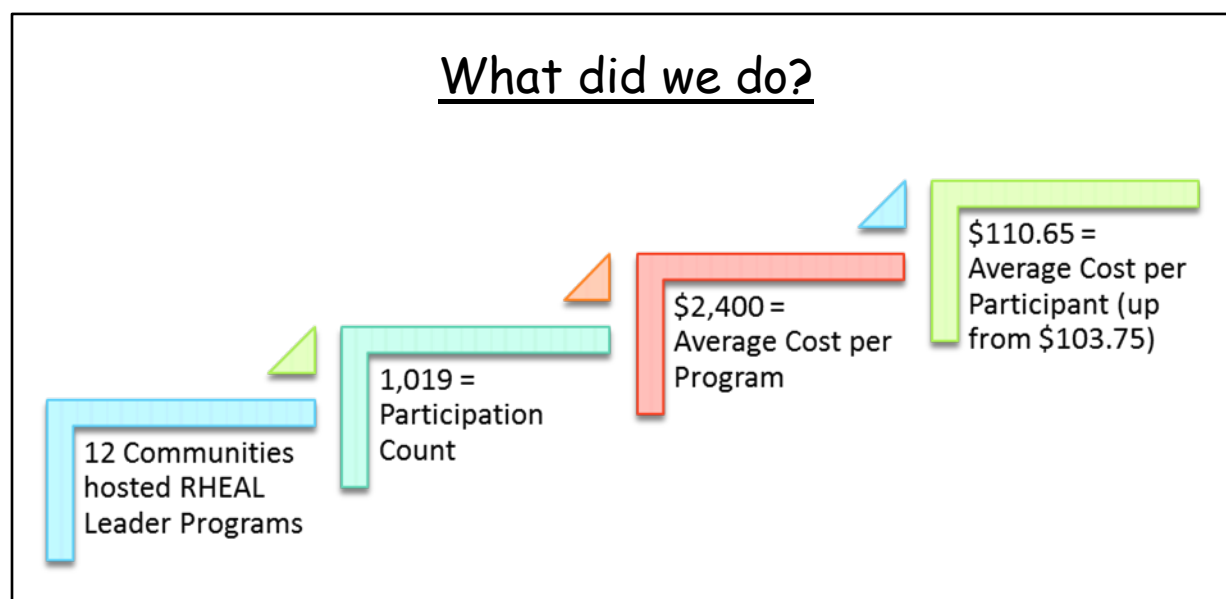 What did we do?
12 Communities
hosted RHEAL
Leader Programs
1,019 =
Participation
Count
$2,400 =
Average Cost per
Program
$110.65 =
Average Cost per
Participant (up
from $103.75)